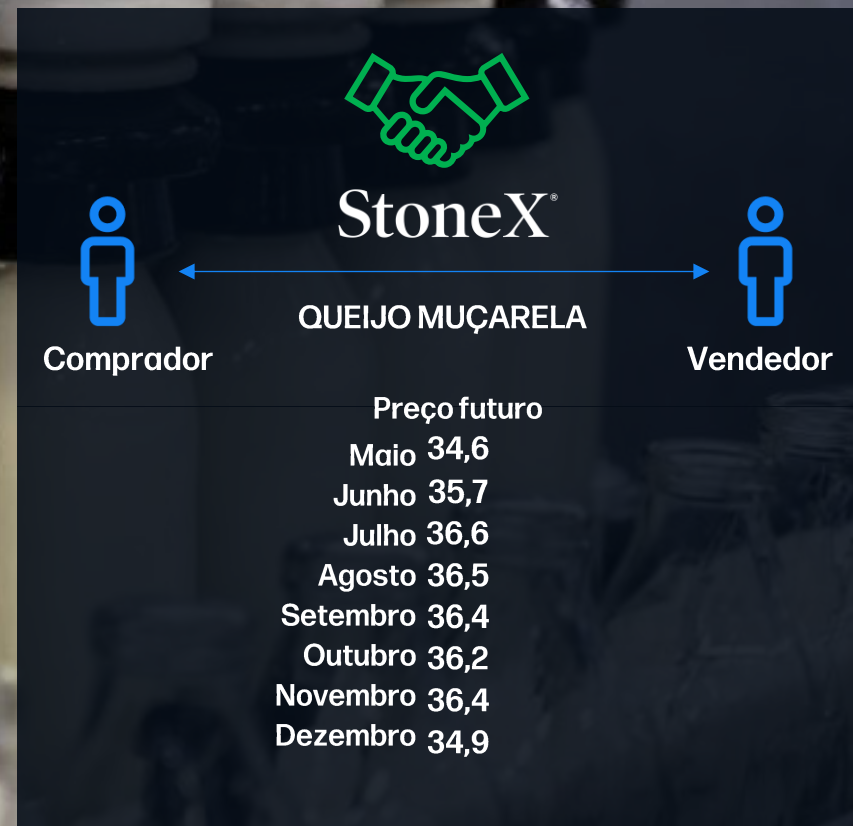 StoneX®
QUEIJO MUÇARELA
Comprador
Vendedor
Preço futuro
Maio 34,6
Junho 35,7
Julho 36,6
Agosto 36,5
Setembro 36,4
Outubro 36,2
Novembro 36,4
Dezembro 34,9